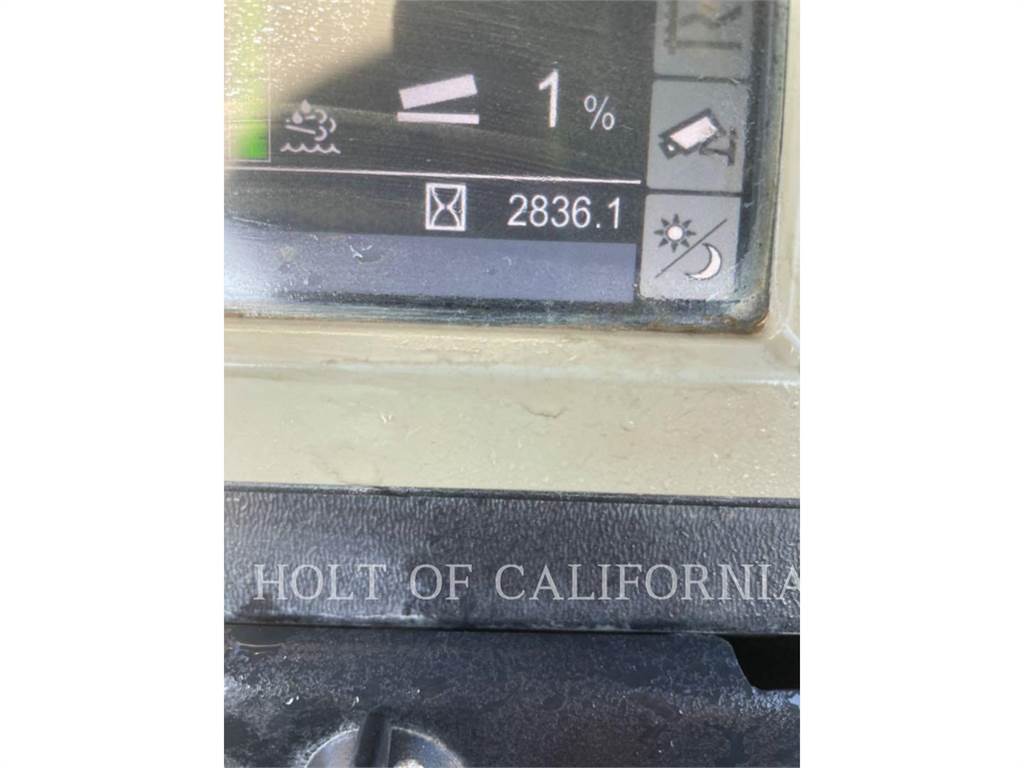 1 %
2836.1
HOLT OF CALIFORNIA